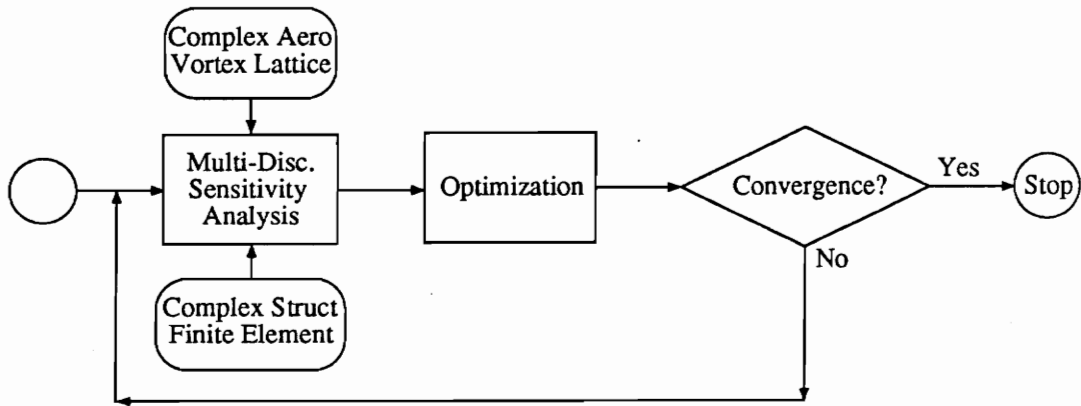 Complex Aero
Vortex Lattice
Multi-Disc.
Sensitivity
Analysis
Optimization
Convergence?
Yes
Stop
No
Complex Struct
Finite Element